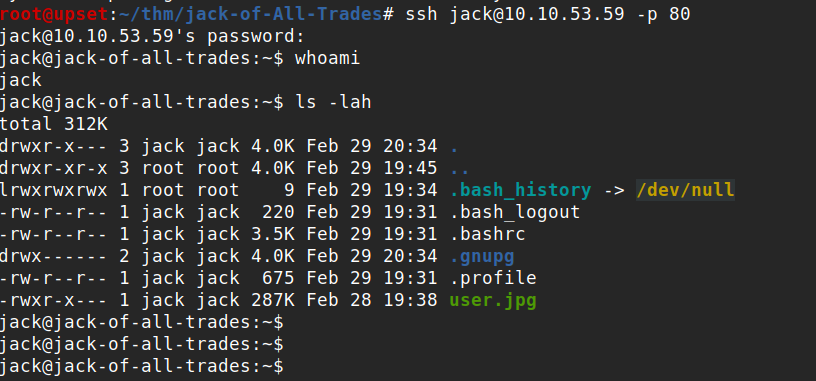 root@upset:~/thm/jack-of-All-Trades# ssh jack@10.10.53.59 -p 80
jack@10.10.53.59's password:
jack@jack-of-all-trades:~$ whoami
jack
jack@jack-of-all-trades:~$ ls -lah
total 312K
drwxr-x--- 3 jack jack 4.0K Feb 29 20:34 .
drwxr-xr-x 3 root root 4.0K Feb 29 19:45 ..
lrwxrwxrwx 1 root root    9 Feb 29 19:34 .bash_history -> /dev/null
-rw-r--r-- 1 jack jack  220 Feb 29 19:31 .bash_logout
-rw-r--r-- 1 jack jack 3.5K Feb 29 19:31 .bashrc
drwx------ 2 jack jack 4.0K Feb 29 20:34 .gnupg
-rw-r--r-- 1 jack jack  675 Feb 29 19:31 .profile
-rwxr-x--- 1 jack jack 287K Feb 28 19:38 user.jpg
jack@jack-of-all-trades:~$
jack@jack-of-all-trades:~$
jack@jack-of-all-trades:~$